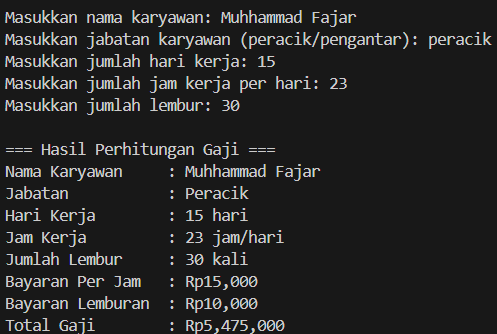 Masukkan nama karyawan: Muhhammad Fajar
Masukkan jabatan karyawan (peracik/pengantar): peracik
Masukkan jumlah hari kerja: 15
Masukkan jumlah jam kerja per hari: 23
Masukkan jumlah lembur: 30

=== Hasil Perhitungan Gaji ===
Nama Karyawan     : Muhhammad Fajar
Jabatan           : Peracik
Hari Kerja        : 15 hari
Jam Kerja         : 23 jam/hari
Jumlah Lembur     : 30 kali
Bayaran Per Jam   : Rp15,000
Bayaran Lemburan  : Rp10,000
Total Gaji        : Rp5,475,000